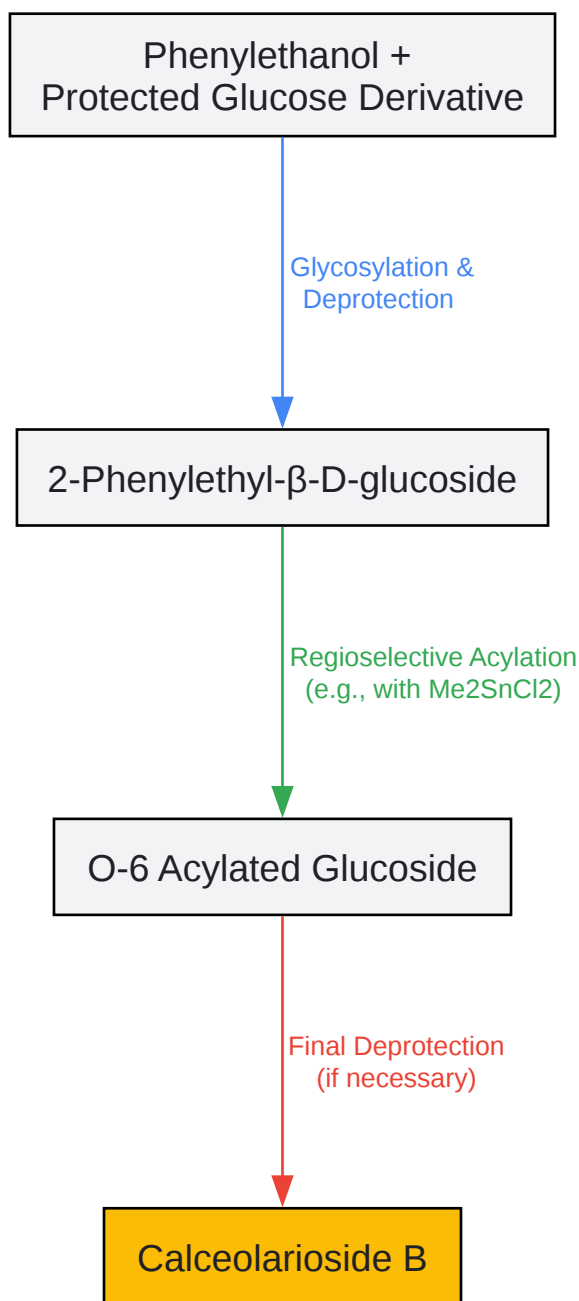 Phenylethanol +
Protected Glucose Derivative
Glycosylation &
Deprotection
2-Phenylethyl-β-D-glucoside
Regioselective Acylation
(e.g., with Me2SnCl2)
O-6 Acylated Glucoside
Final Deprotection
(if necessary)
Calceolarioside B